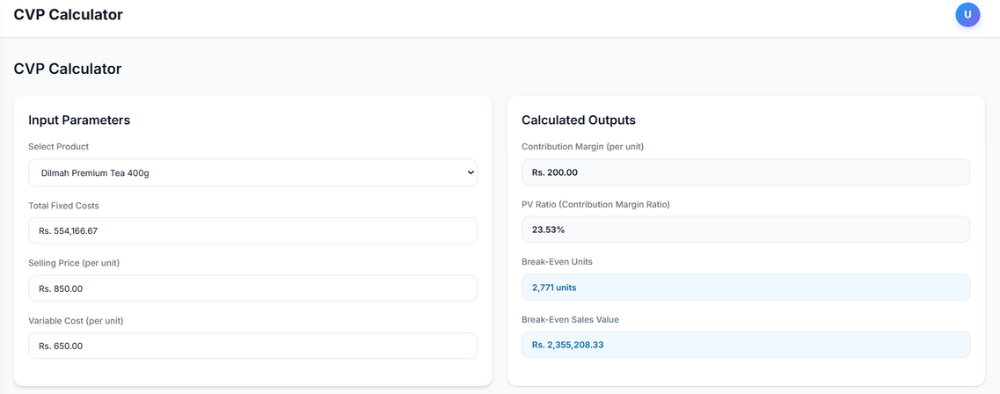 CVP Calculator
U
CVP Calculator
Input Parameters
Select Product
Dilmah Premium Tea 400g
Total Fixed Costs
Rs. 554,166.67
Selling Price (per unit)
Rs. 850.00
Variable Cost (per unit)
Rs. 650.00
Calculated Outputs
Contribution Margin (per unit)
Rs. 200.00
PV Ratio (Contribution Margin Ratio)
23.53%
Break-Even Units
2,771 units
Break-Even Sales Value
Rs. 2,355,208.33